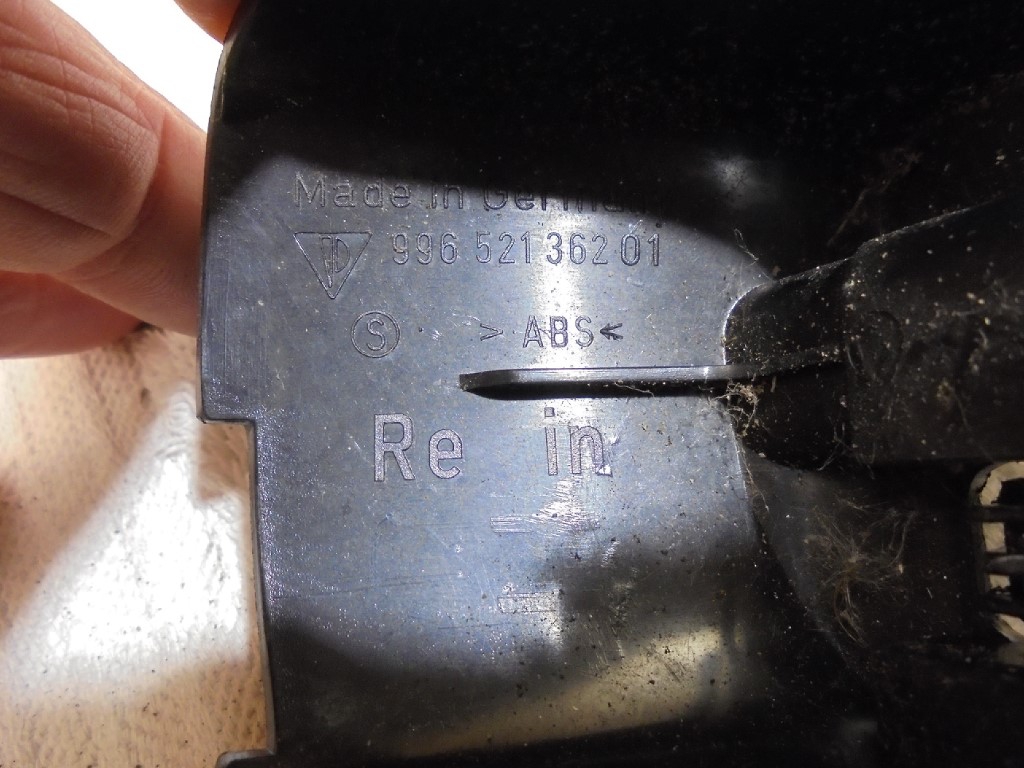 Made in Germany
996 521 362 01
S
> ABS <
Re in